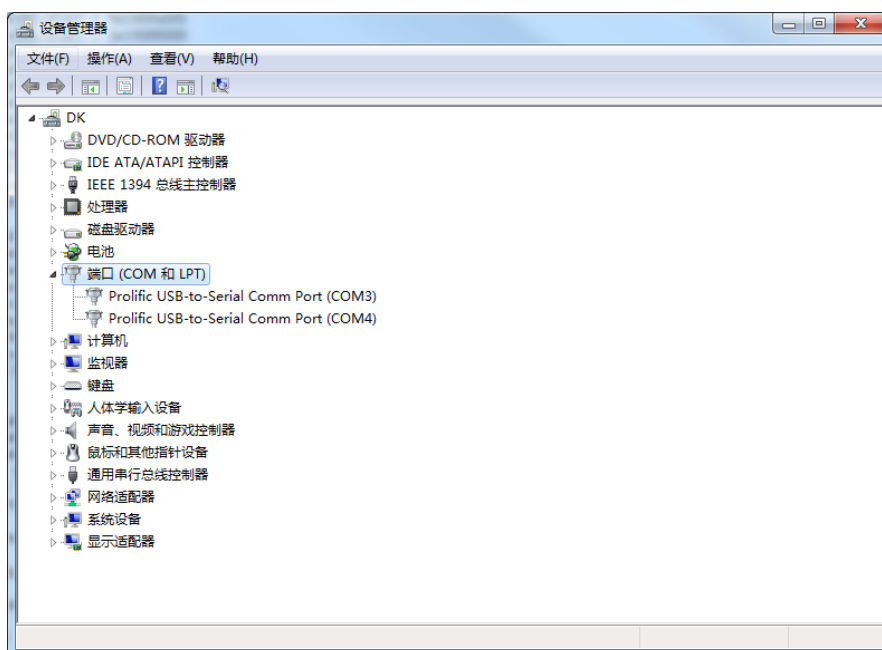 设备管理器
文件(F) 操作(A) 查看(V) 帮助(H)
DK
DVD/CD-ROM 驱动器
IDE ATA/ATAPI 控制器
IEEE 1394 总线主控制器
处理器
磁盘驱动器
电池
端口 (COM 和 LPT)
Prolific USB-to-Serial Comm Port (COM3)
Prolific USB-to-Serial Comm Port (COM4)
计算机
监视器
键盘
人体学输入设备
声音、视频和游戏控制器
鼠标和其他指针设备
通用串行总线控制器
网络适配器
系统设备
显示适配器